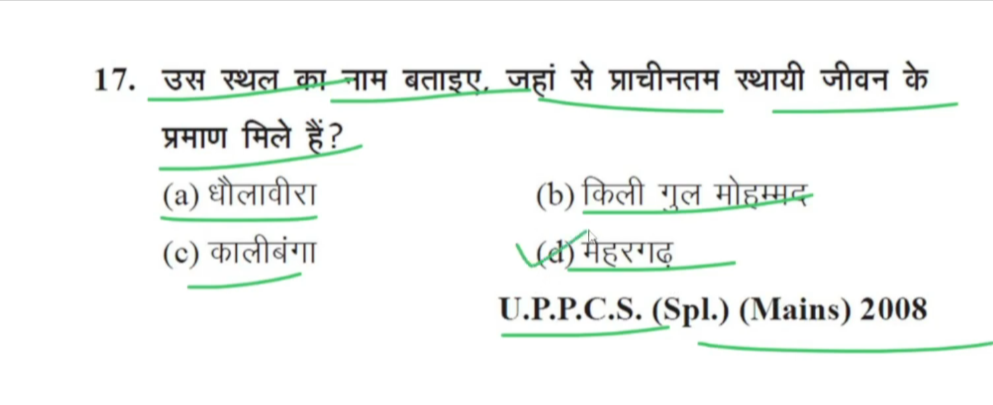 17. उस स्थल का नाम बताइए, जहां से प्राचीनतम स्थायी जीवन के
प्रमाण मिले हैं?
(a) धौलावीरा (b) किली गुल मोहम्मद
(c) कालीबंगा (d) मेहरगढ़
U.P.P.C.S. (Spl.) (Mains) 2008